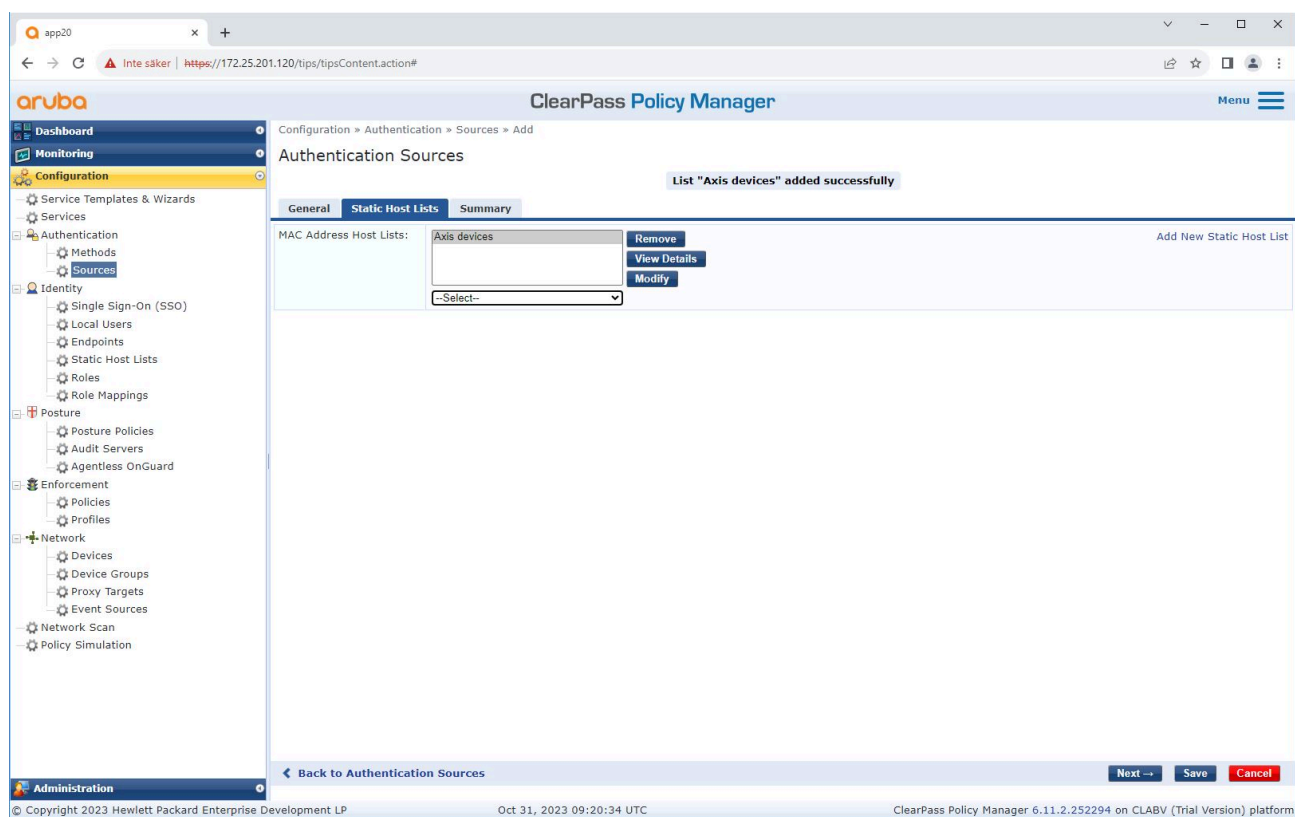 app20
Inte säker | https://172.25.201.120/tips/tipsContent.action#
aruba
ClearPass Policy Manager
Menu
Dashboard
Monitoring
Configuration
Service Templates & Wizards
Services
Authentication
Methods
Sources
Identity
Single Sign-On (SSO)
Local Users
Endpoints
Static Host Lists
Roles
Role Mappings
Posture
Posture Policies
Audit Servers
Agentless OnGuard
Enforcement
Policies
Profiles
Network
Devices
Device Groups
Proxy Targets
Event Sources
Network Scan
Policy Simulation
Administration
Configuration » Authentication » Sources » Add
Authentication Sources
List "Axis devices" added successfully
General Static Host Lists Summary
MAC Address Host Lists:
Axis devices
--Select--
Remove
View Details
Modify
Add New Static Host List
Back to Authentication Sources
Next → Save Cancel
© Copyright 2023 Hewlett Packard Enterprise Development LP Oct 31, 2023 09:20:34 UTC ClearPass Policy Manager 6.11.2.252294 on CLABV (Trial Version) platform